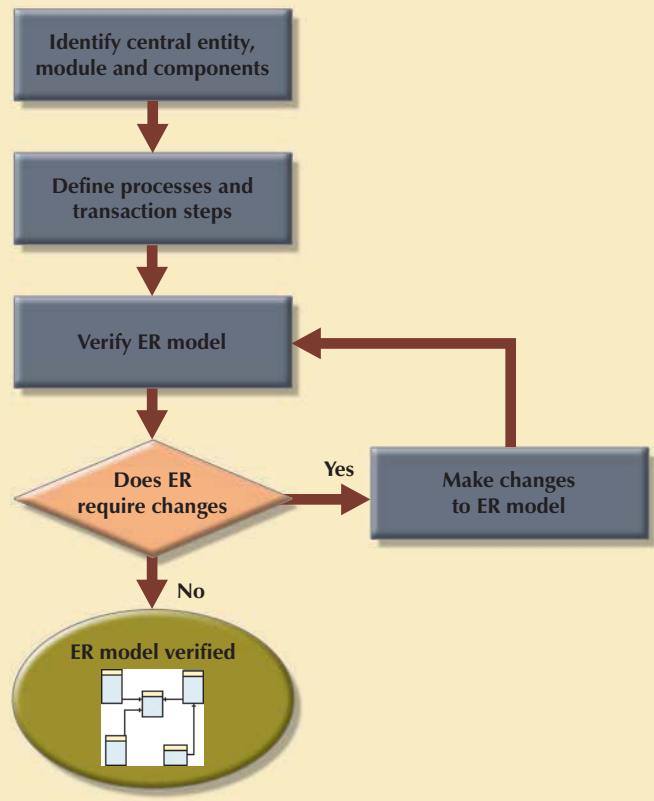 Identify central entity,
module and components
Define processes and
transaction steps
Verify ER model
Does ER
require changes
Yes
Make changes
to ER model
No
ER model verified